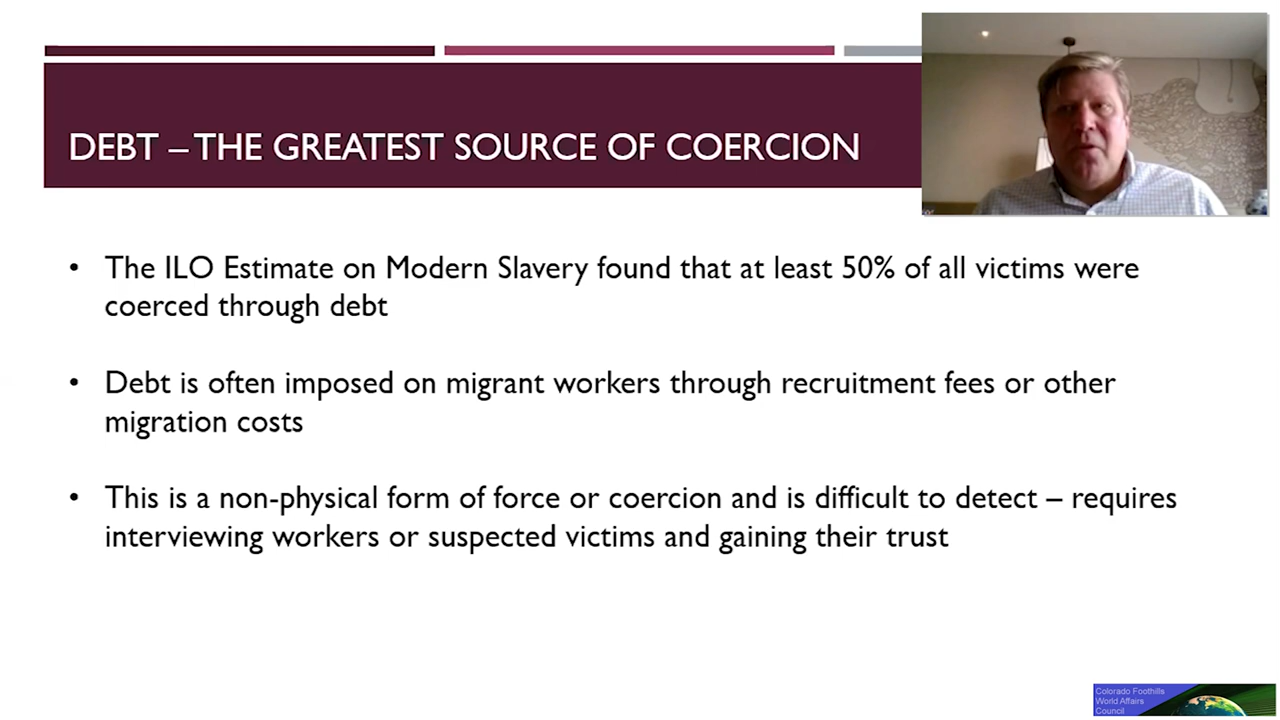 DEBT – THE GREATEST SOURCE OF COERCION
• The ILO Estimate on Modern Slavery found that at least 50% of all victims were
coerced through debt
• Debt is often imposed on migrant workers through recruitment fees or other
migration costs
• This is a non-physical form of force or coercion and is difficult to detect – requires
interviewing workers or suspected victims and gaining their trust
Colorado Foothills
World Affairs
Council